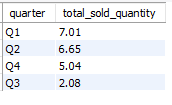 quarter total_sold_quantity
Q1 7.01
Q2 6.65
Q4 5.04
Q3 2.08